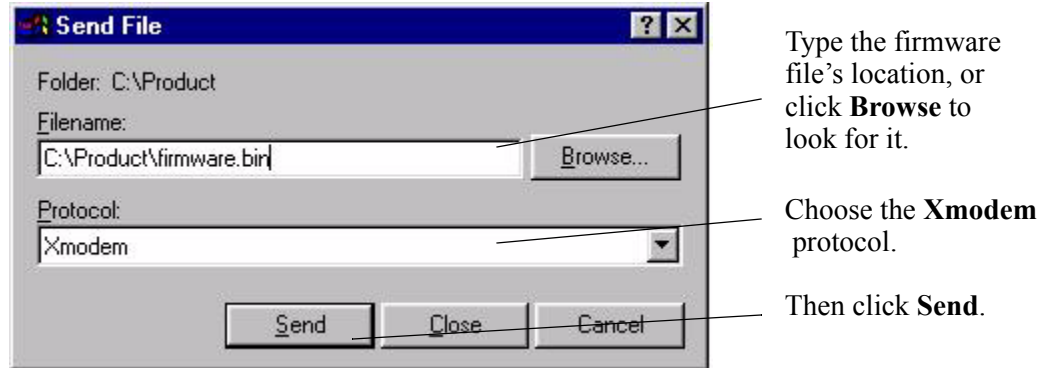 Send File
Folder: C:\Product
Filename:
C:\Product\firmware.bin
Browse...
Protocol:
Xmodem
Send
Close
Cancel
Type the firmware
file’s location, or
click Browse to
look for it.
Choose the Xmodem
protocol.
Then click Send.